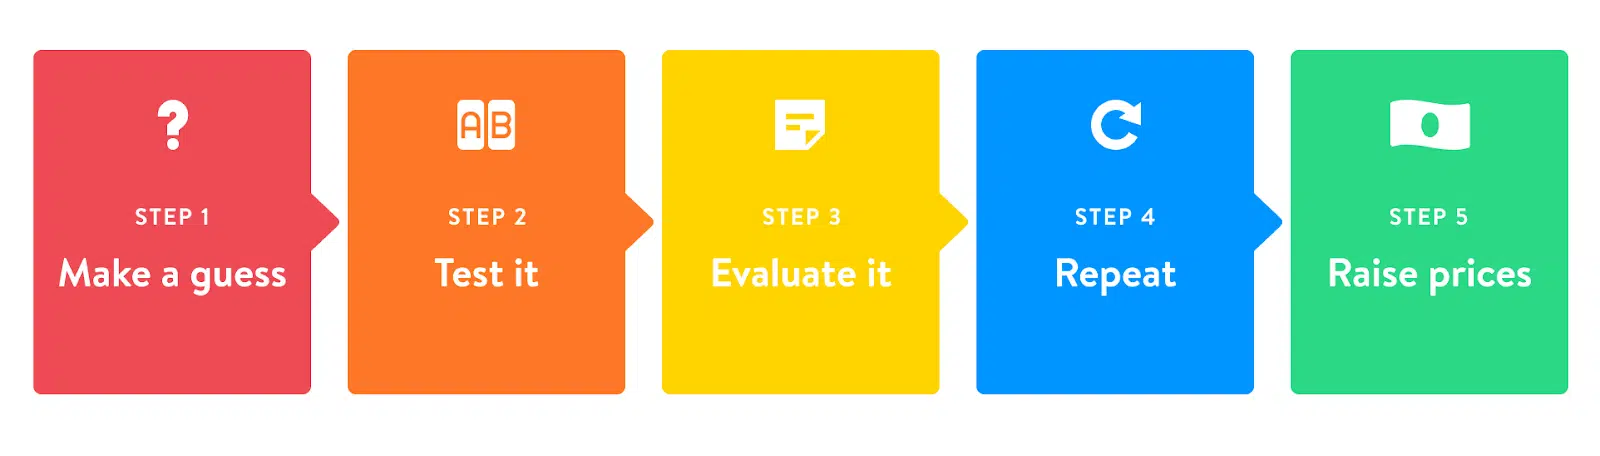 ?
AB
STEP 1
Make a guess
STEP 2
Test it
STEP 3
Evaluate it
STEP 4
Repeat
STEP 5
Raise prices